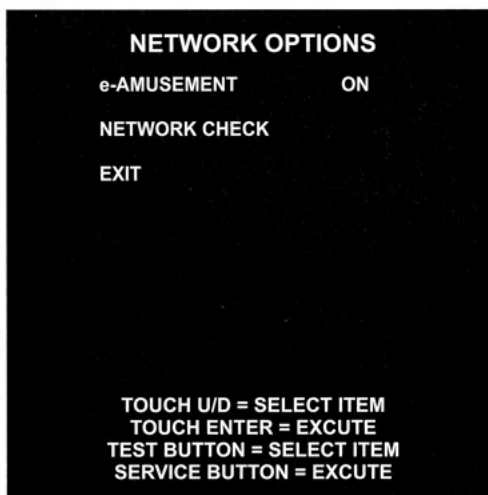 NETWORK OPTIONS
e-AMUSEMENT ON
NETWORK CHECK
EXIT
TOUCH U/D = SELECT ITEM
TOUCH ENTER = EXCUTE
TEST BUTTON = SELECT ITEM
SERVICE BUTTON = EXCUTE